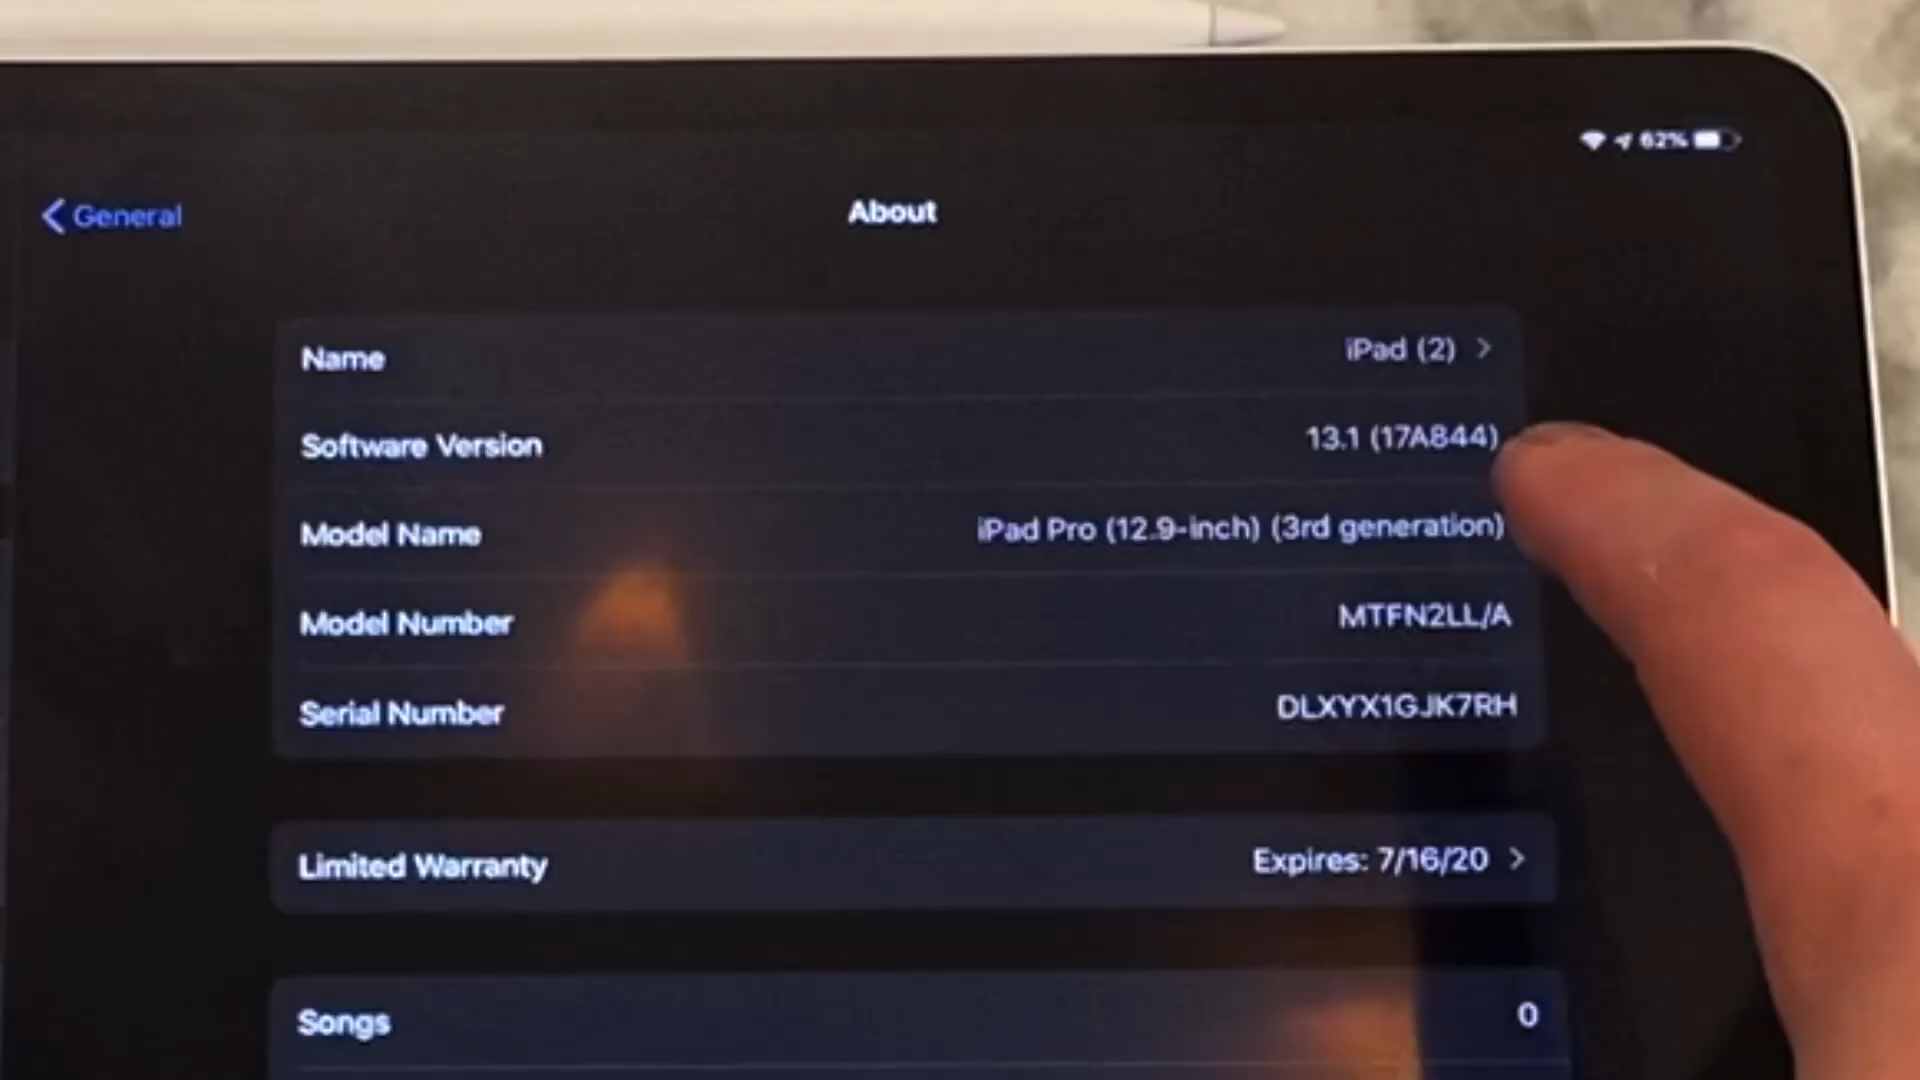 62%
General
About
Name iPad (2)
Software Version 13.1 (17A844)
Model Name iPad Pro (12.9-inch) (3rd generation)
Model Number MTFN2LL/A
Serial Number DLXYX1GJK7RH
Limited Warranty Expires: 7/16/20
Songs 0